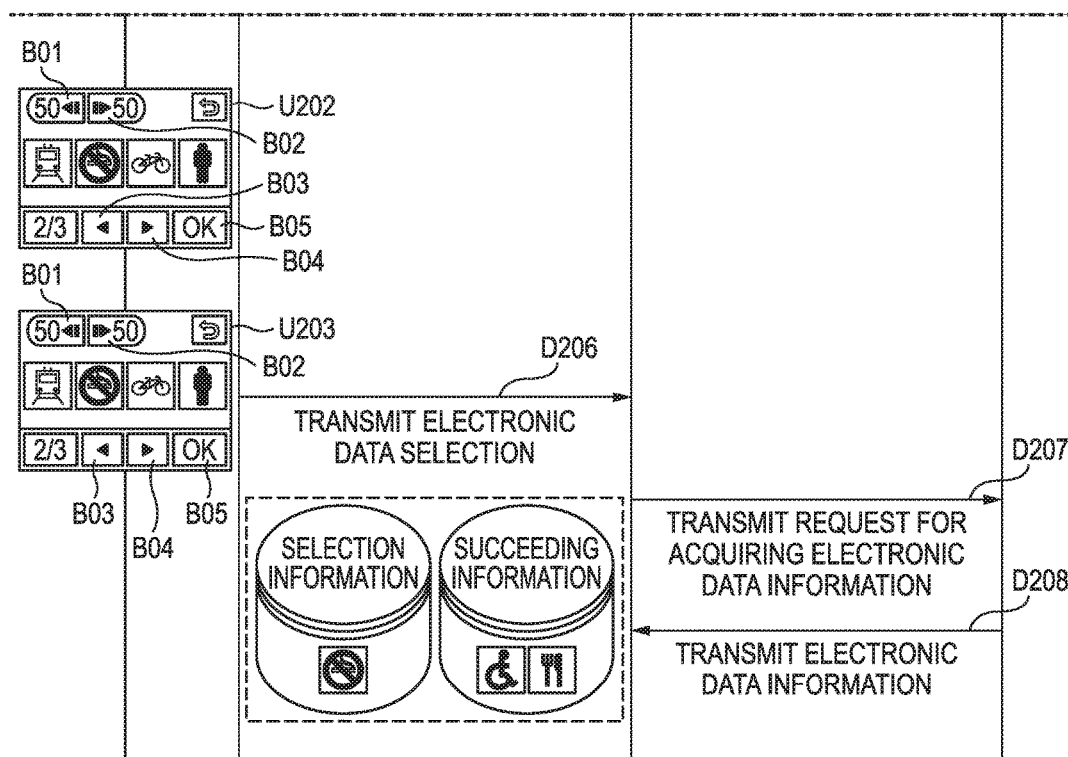 B01
50 50
U202
B02
B03
2/3 OK
B05
B04
B01
50 50
U203
B02
D206
TRANSMIT ELECTRONIC
DATA SELECTION
2/3 OK
B03
B04
B05
D207
TRANSMIT REQUEST FOR
ACQUIRING ELECTRONIC
DATA INFORMATION
SELECTION
INFORMATION
SUCCEEDING
INFORMATION
D208
TRANSMIT ELECTRONIC
DATA INFORMATION